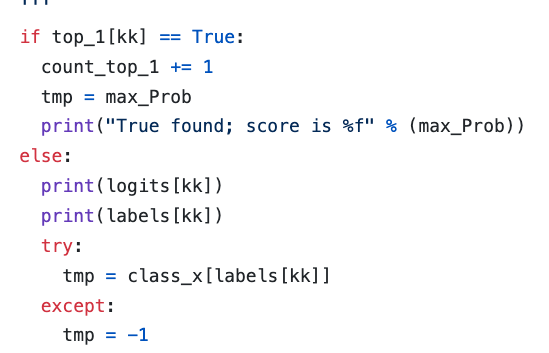 if top_1[kk] == True:
  count_top_1 += 1
  tmp = max_Prob
  print("True found; score is %f" % (max_Prob))
else:
  print(logits[kk])
  print(labels[kk])
  try:
    tmp = class_x[labels[kk]]
  except:
    tmp = -1